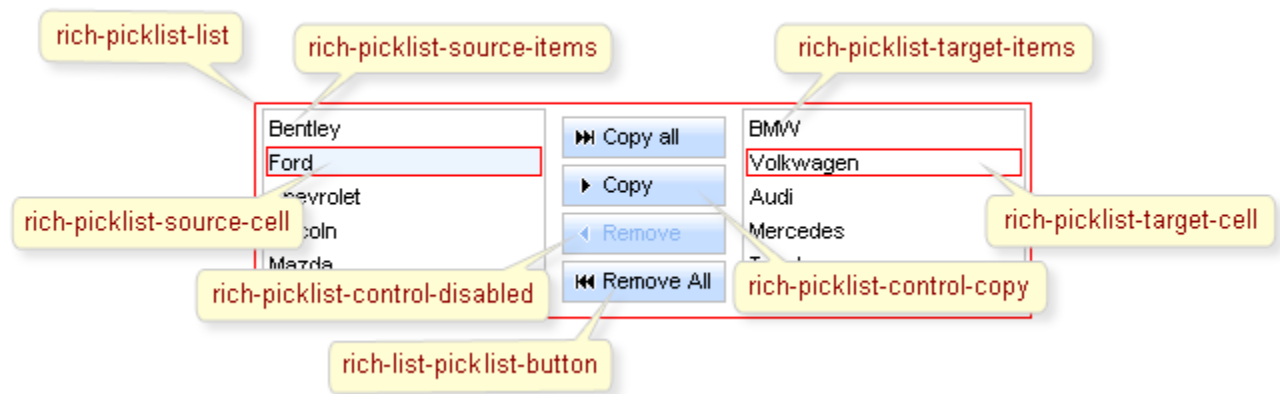 rich-picklist-list
rich-picklist-source-items
rich-picklist-target-items
Bentley
Copy all
BMW
Ford
Volkwagen
Copy
Audi
rich-picklist-source-cell
rich-picklist-target-cell
Remove
Mercedes
Mazda
rich-picklist-control-disabled
Remove All
rich-picklist-control-copy
rich-list-picklist-button